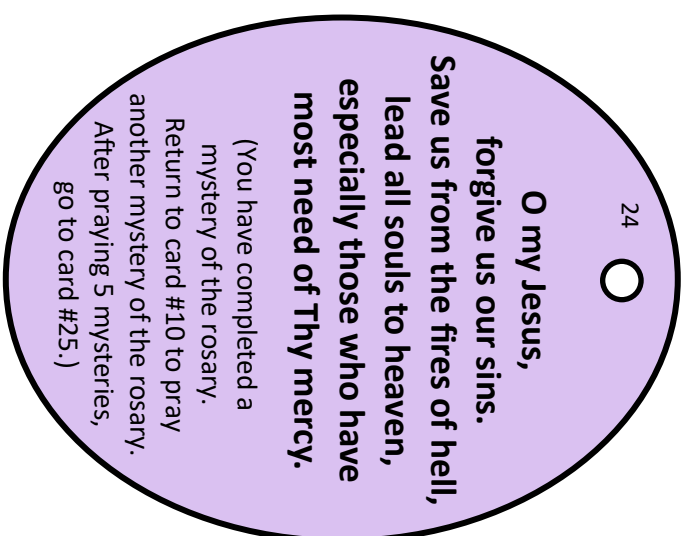 24
O my Jesus,
forgive us our sins.
Save us from the fires of hell,
lead all souls to heaven,
especially those who have
most need of Thy mercy.
(You have completed a
mystery of the rosary.
Return to card #10 to pray
another mystery of the rosary.
After praying 5 mysteries,
go to card #25.)